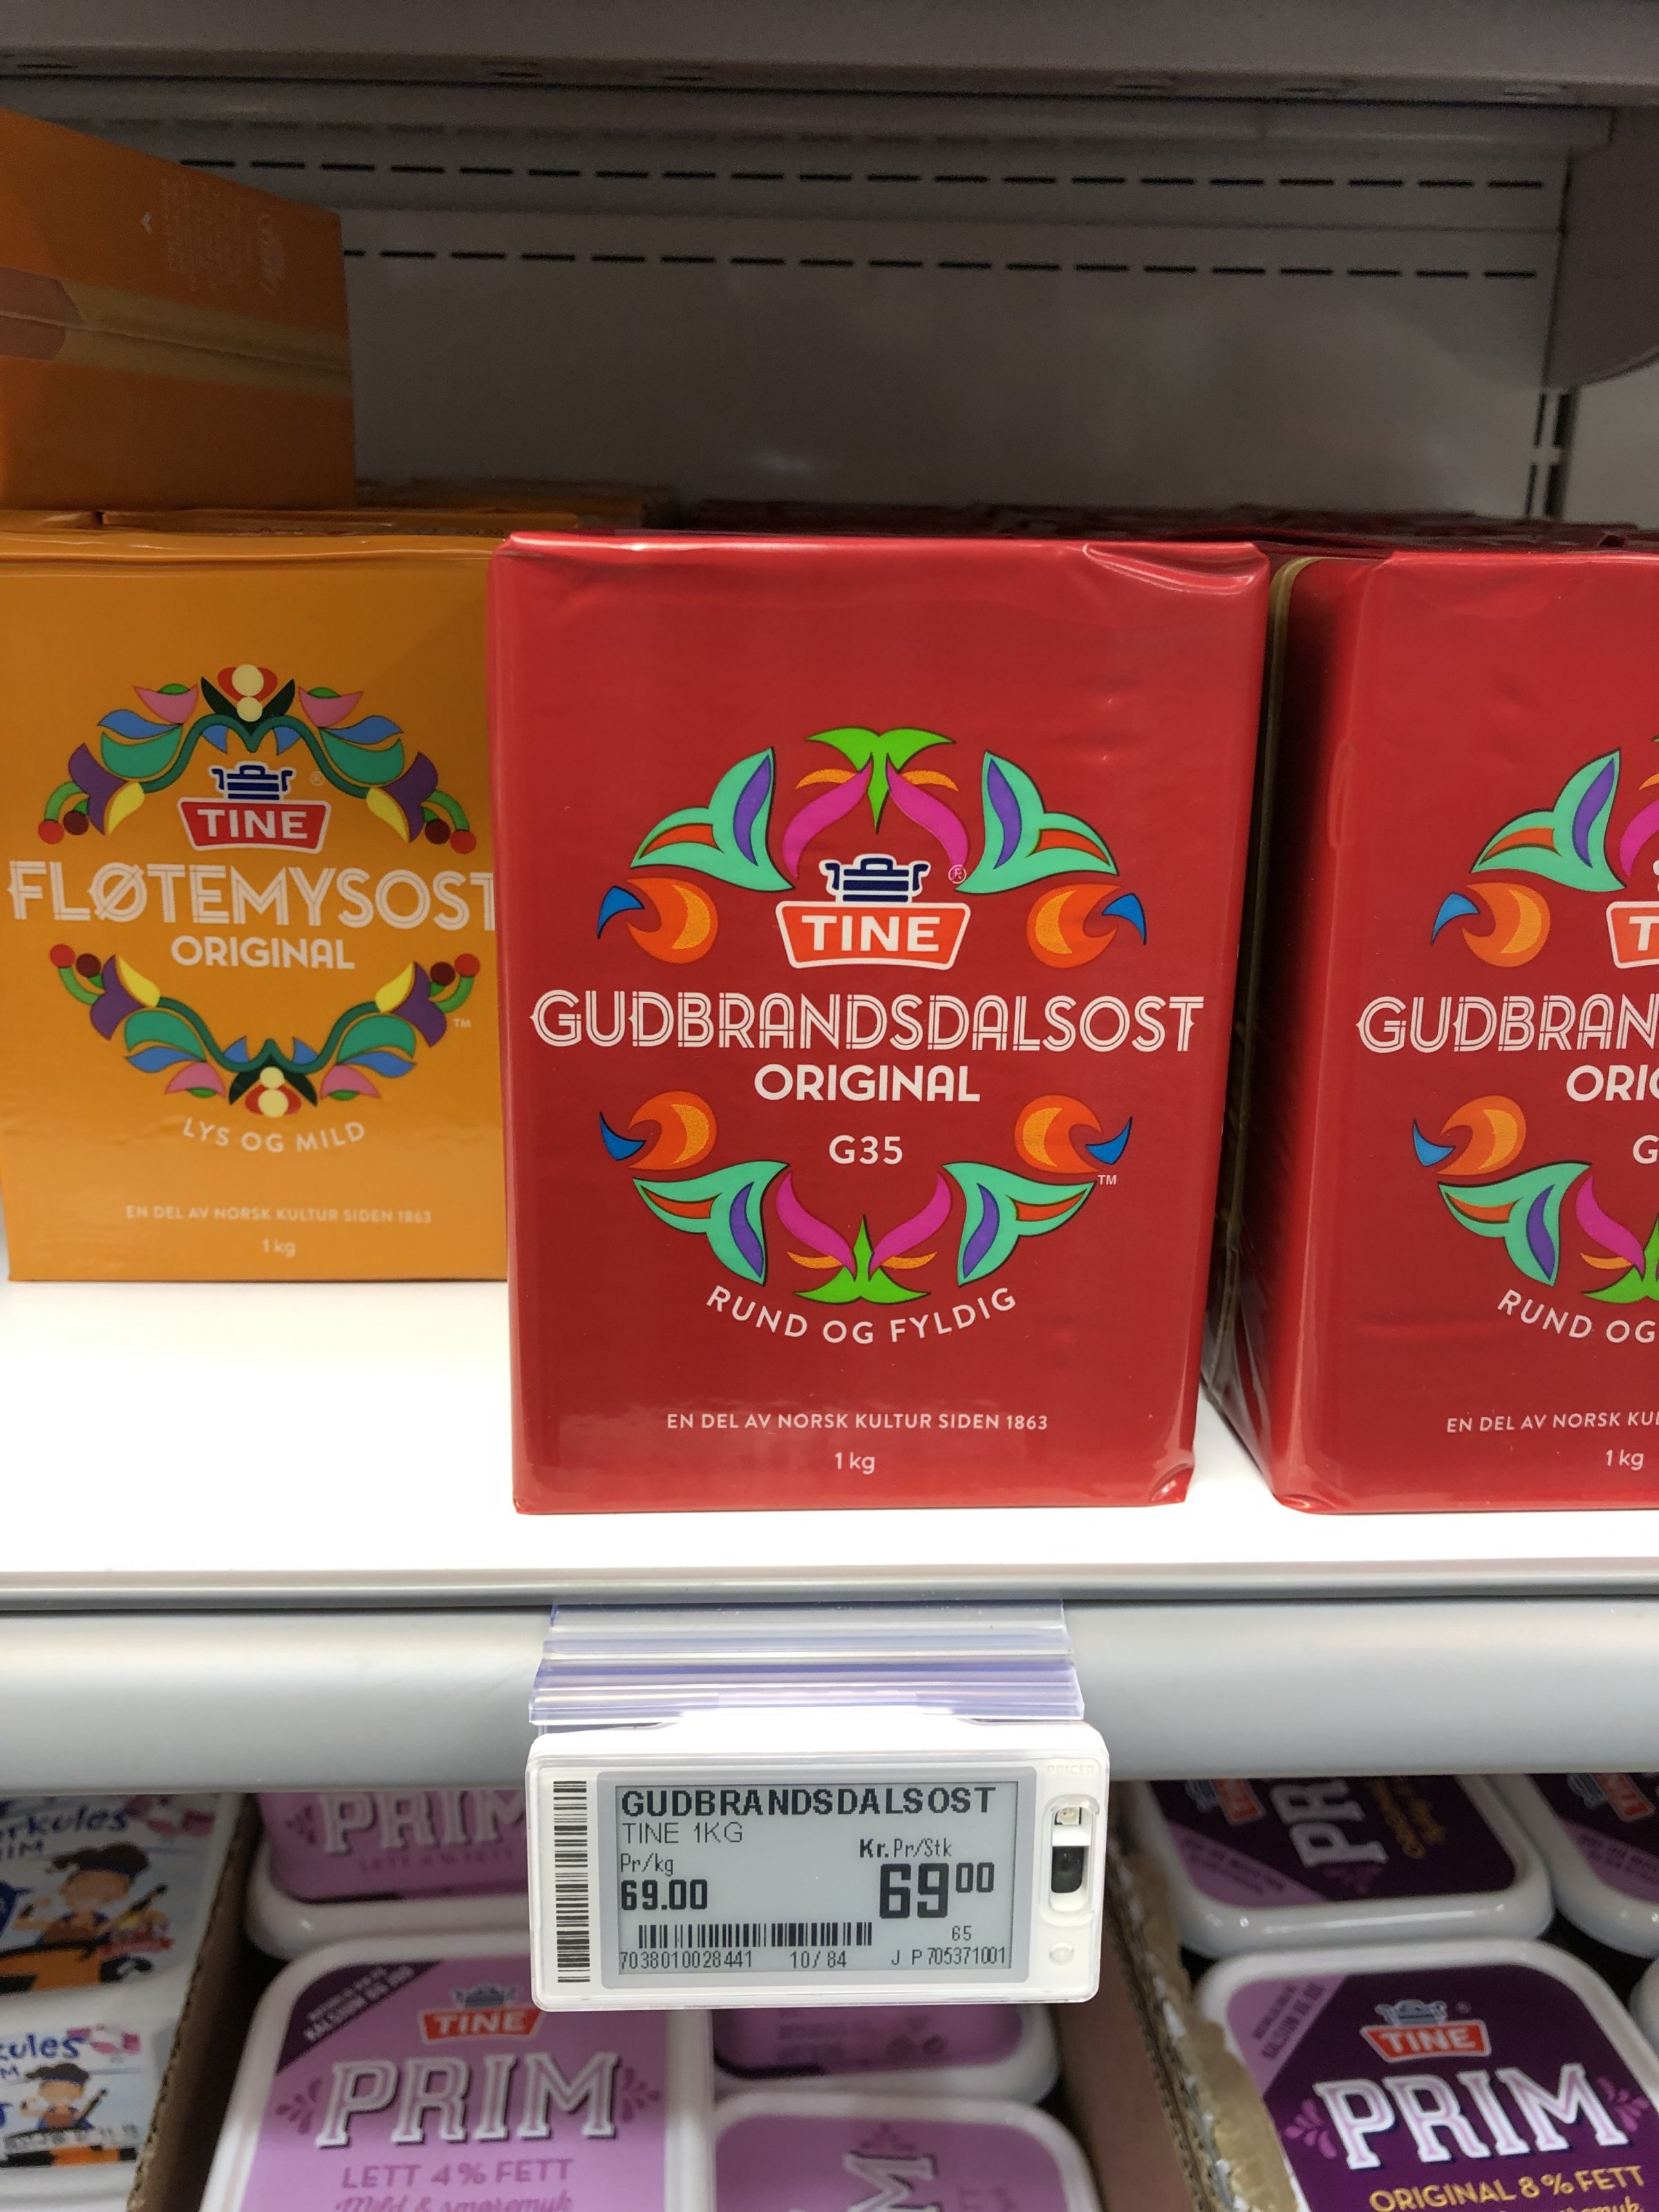 TINE
FLØTEMYSOST
ORIGINAL
LYS OG MILD
EN DEL AV NORSK KULTUR SIDEN 1863
1 kg
TINE
GUDBRANDSDALSOST
ORIGINAL
G35
RUND OG FYLDIG
EN DEL AV NORSK KULTUR SIDEN 1863
1 kg
GUDBRAN
ORIG
RUND OG
EN DEL AV NORSK KUL
1 kg
PRICER
GUDBRANDSDALSOST
TINE 1KG
Pr/kg
Kr. Pr/Stk
69.00
69 00
65
7038010028441 10/84 J P 705371001
PRIM
TINE
PRIM
LETT 4% FETT
Mild & smøremyk
TINE
PRIM
ORIGINAL 8% FETT